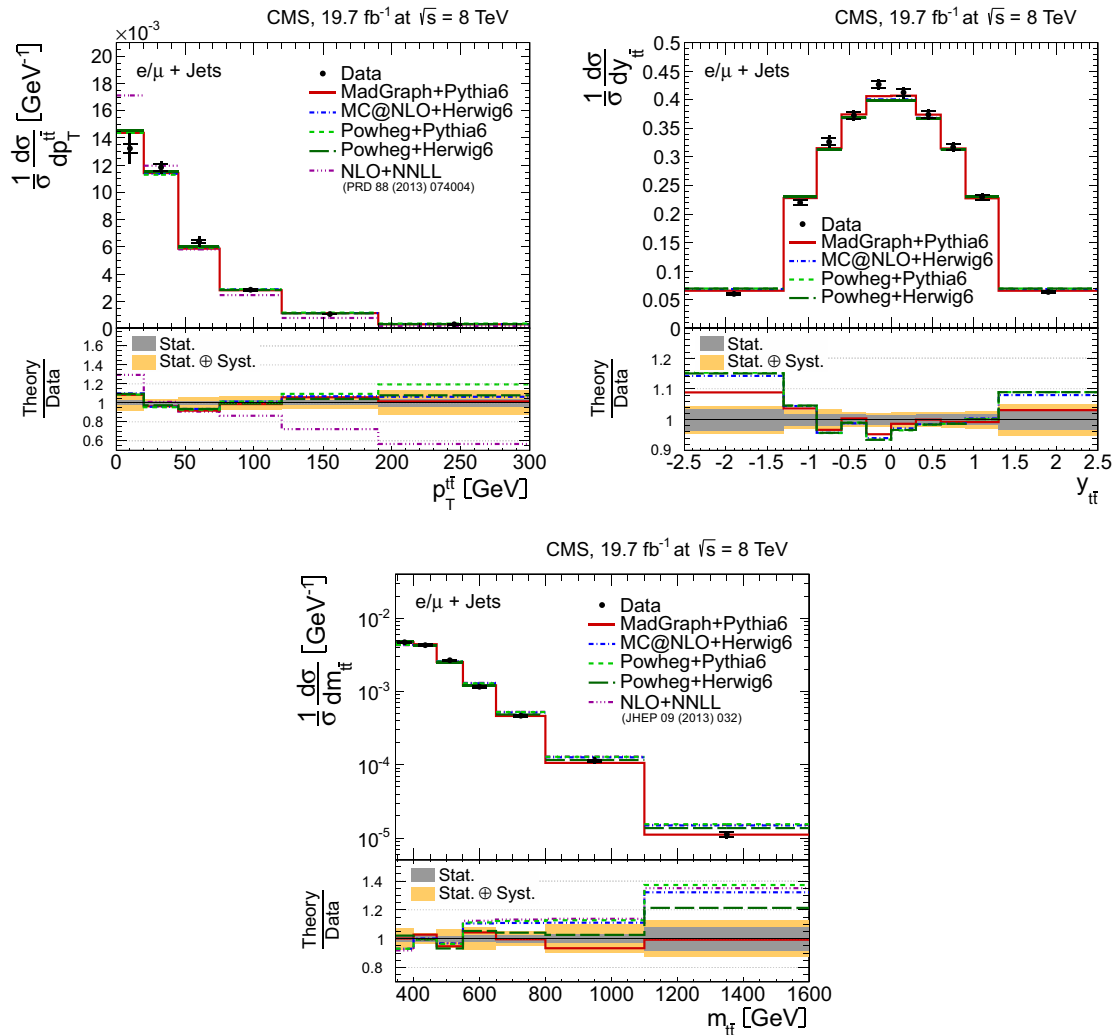 CMS, 19.7 fb⁻¹ at √s = 8 TeV
×10⁻³
e/μ + Jets
1/σ dσ/dp_T^{tt̄} [GeV⁻¹]
Data
MadGraph+Pythia6
MC@NLO+Herwig6
Powheg+Pythia6
Powheg+Herwig6
NLO+NNLL
(PRD 88 (2013) 074004)
22
20
18
16
14
12
10
8
6
4
2
0
Stat.
Stat. ⊕ Syst.
Theory
Data
1.6
1.4
1.2
1
0.8
0.6
0 50 100 150 200 250 300
p_T^{tt̄} [GeV]
CMS, 19.7 fb⁻¹ at √s = 8 TeV
e/μ + Jets
1/σ dσ/dy_{tt̄}
0.5
0.45
0.4
0.35
0.3
0.25
0.2
0.15
0.1
0.05
0
Data
MadGraph+Pythia6
MC@NLO+Herwig6
Powheg+Pythia6
Powheg+Herwig6
Stat.
Stat. ⊕ Syst.
Theory
Data
1.2
1.1
1
0.9
-2.5 -2 -1.5 -1 -0.5 0 0.5 1 1.5 2 2.5
y_{tt̄}
CMS, 19.7 fb⁻¹ at √s = 8 TeV
e/μ + Jets
1/σ dσ/dm_{tt̄} [GeV⁻¹]
Data
MadGraph+Pythia6
MC@NLO+Herwig6
Powheg+Pythia6
Powheg+Herwig6
NLO+NNLL
(JHEP 09 (2013) 032)
10⁻²
10⁻³
10⁻⁴
10⁻⁵
Stat.
Stat. ⊕ Syst.
Theory
Data
1.4
1.2
1
0.8
400 600 800 1000 1200 1400 1600
m_{tt̄} [GeV]